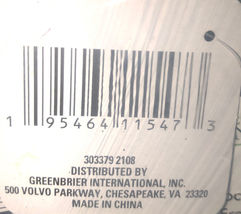 1 95464 11547 3
303379 2108
DISTRIBUTED BY
GREENBRIER INTERNATIONAL, INC.
500 VOLVO PARKWAY, CHESAPEAKE, VA 23320
MADE IN CHINA